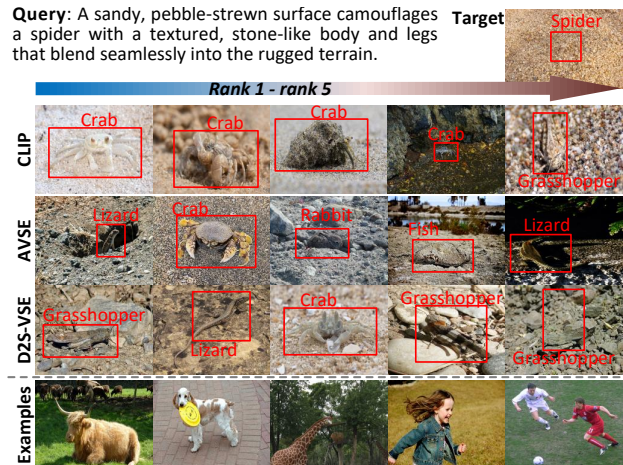 Query: A sandy, pebble-strewn surface camouflages
a spider with a textured, stone-like body and legs
that blend seamlessly into the rugged terrain.
Target
Spider
Rank 1 - rank 5
CLIP
Crab
Crab
Crab
Crab
Grasshopper
AVSE
Lizard
Crab
Rabbit
Fish
Lizard
D2S-VSE
Grasshopper
Lizard
Crab
Grasshopper
Grasshopper
Examples